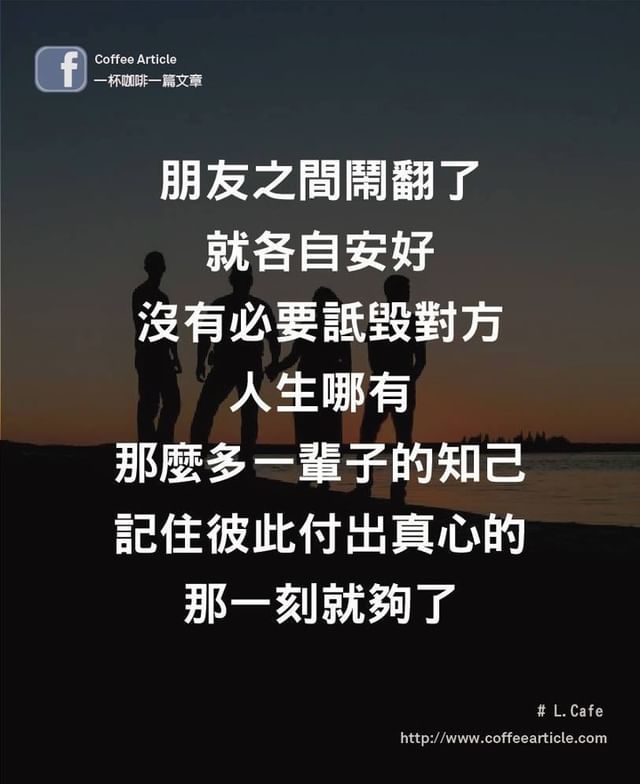 f
Coffee Article
一杯咖啡一篇文章
朋友之間鬧翻了
就各自安好
沒有必要詆毀對方
人生哪有
那麼多一輩子的知己
記住彼此付出真心的
那一刻就夠了
# L.Cafe
http://www.coffeearticle.com